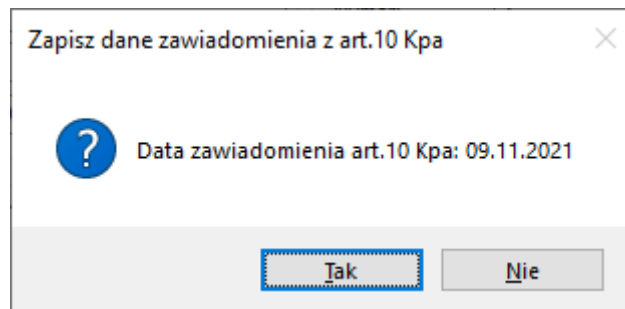 Zapisz dane zawiadomienia z art.10 Kpa
Data zawiadomienia art.10 Kpa: 09.11.2021
Tak
Nie